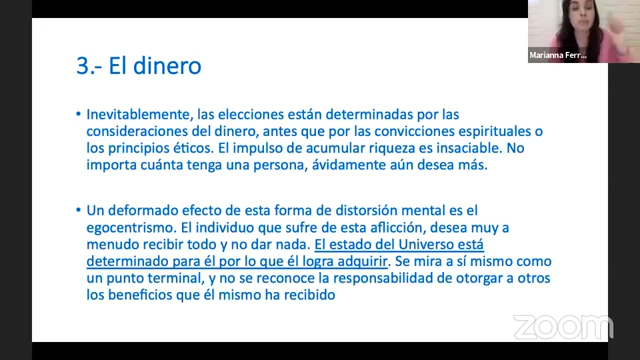 Marianna Ferr...
3.- El dinero
• Inevitablemente, las elecciones están determinadas por las
consideraciones del dinero, antes que por las convicciones espirituales o
los principios éticos. El impulso de acumular riqueza es insaciable. No
importa cuánta tenga una persona, ávidamente aún desea más.
• Un deformado efecto de esta forma de distorsión mental es el
egocentrismo. El individuo que sufre de esta aflicción, desea muy a
menudo recibir todo y no dar nada. El estado del Universo está
determinado para él por lo que él logra adquirir. Se mira a sí mismo como
un punto terminal, y no se reconoce la responsabilidad de otorgar a otros
los beneficios que él mismo ha recibido
zoom